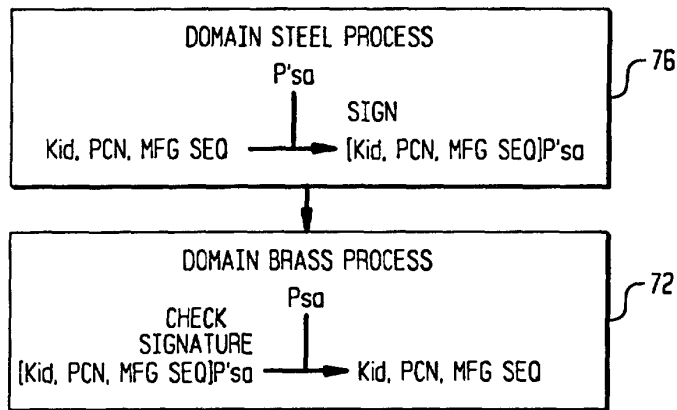 DOMAIN STEEL PROCESS
P'sa
SIGN
Kid, PCN, MFG SEQ
[Kid, PCN, MFG SEQ]P'sa
76
DOMAIN BRASS PROCESS
Psa
CHECK
SIGNATURE
[Kid, PCN, MFG SEQ]P'sa
Kid, PCN, MFG SEQ
72